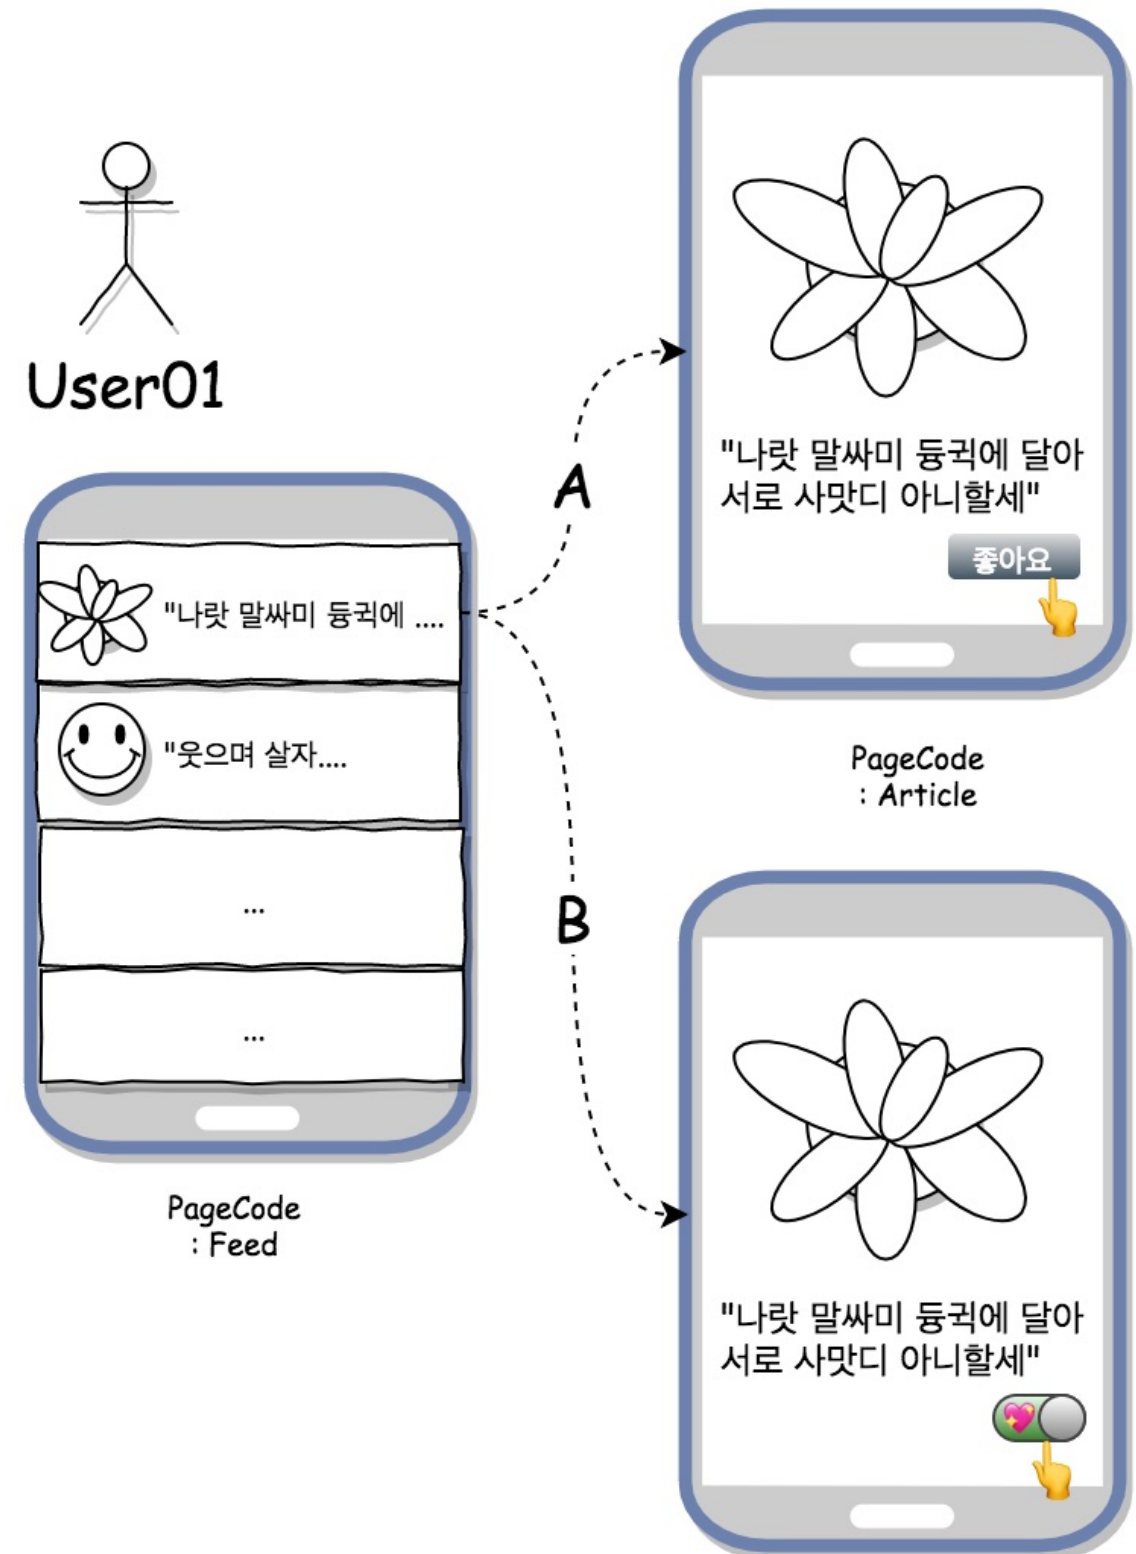 User01
"나랏 말싸미 듕귁에 ....
"웃으며 살자....
...
...
PageCode
: Feed
A
B
"나랏 말싸미 듕귁에 달아
서로 사맛디 아니할세"
좋아요
PageCode
: Article
"나랏 말싸미 듕귁에 달아
서로 사맛디 아니할세"